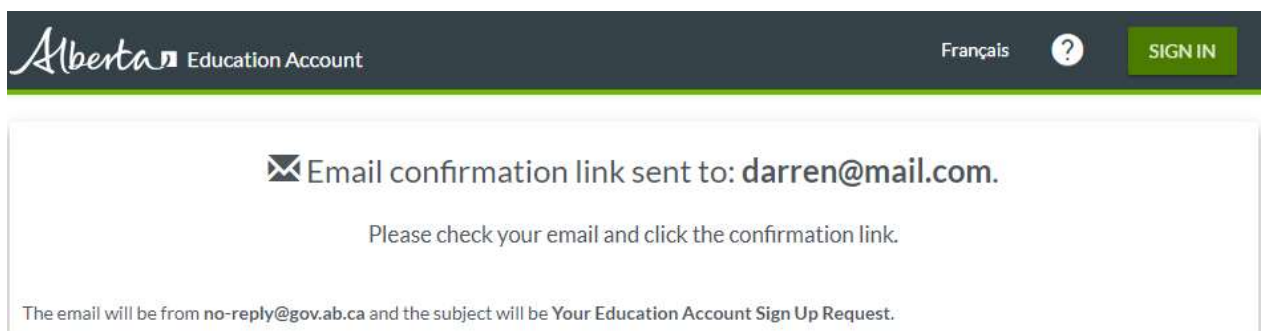 Alberta Education Account Français ? SIGN IN
Email confirmation link sent to: darren@mail.com.
Please check your email and click the confirmation link.
The email will be from no-reply@gov.ab.ca and the subject will be Your Education Account Sign Up Request.